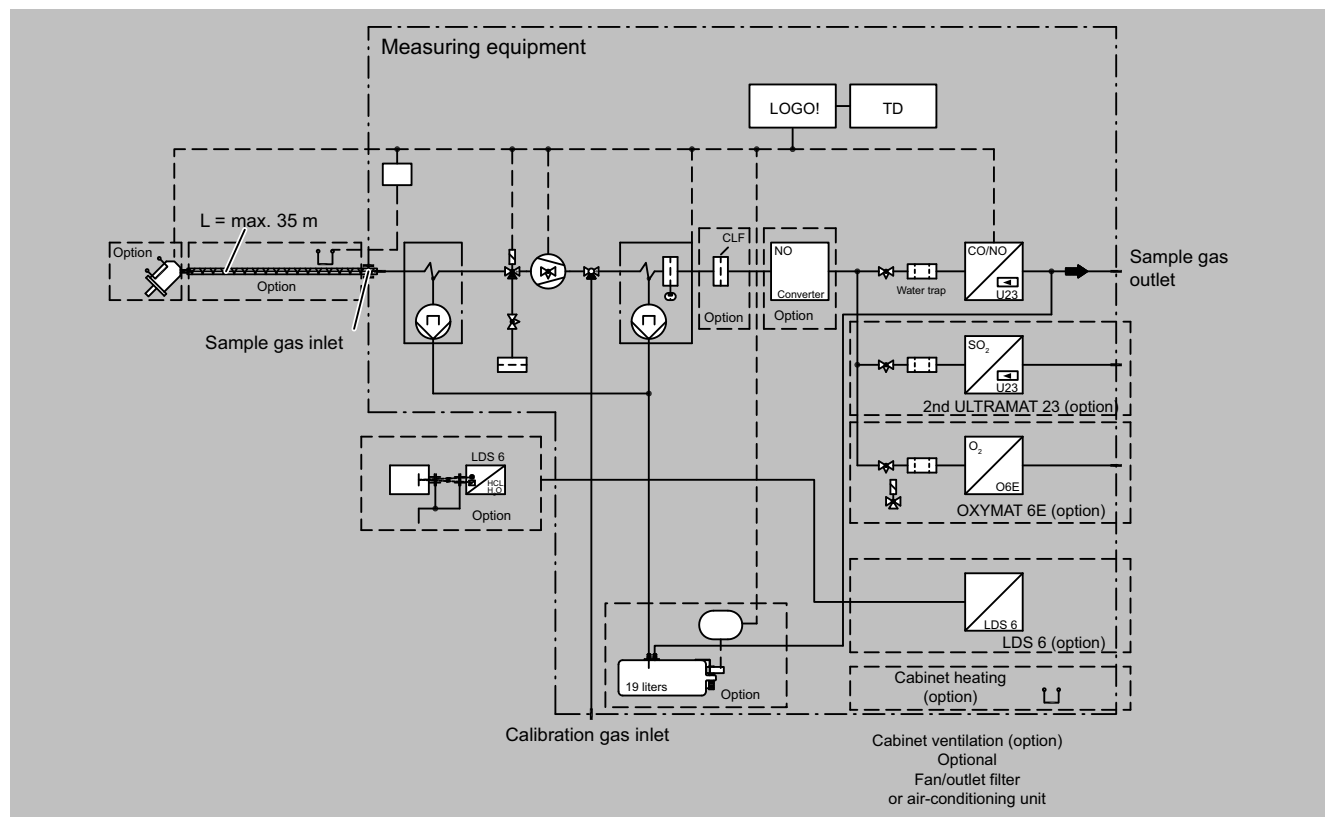 Measuring equipment
LOGO!
TD
L = max. 35 m
Option
Option
Sample gas inlet
CLF
Option
NO
Converter
Option
Water trap
CO/NO
U23
Sample gas
outlet
SO2
U23
2nd ULTRAMAT 23 (option)
O2
O6E
OXYMAT 6E (option)
LDS 6
HCL
H2O
Option
LDS 6
LDS 6 (option)
19 liters
Option
Cabinet heating
(option)
Calibration gas inlet
Cabinet ventilation (option)
Optional
Fan/outlet filter
or air-conditioning unit